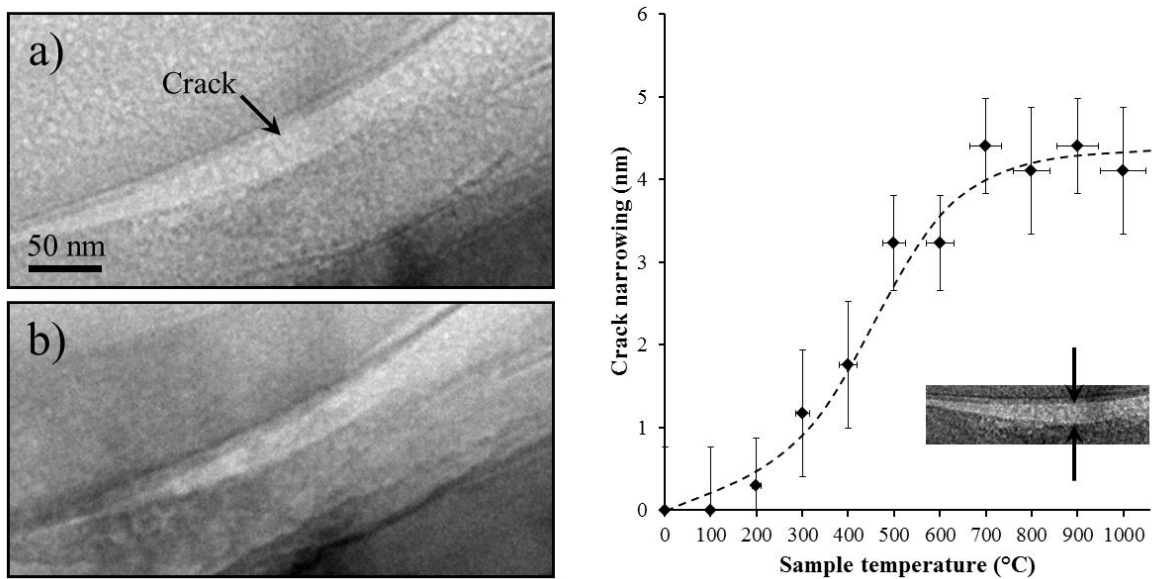 a)
Crack
50 nm
b)
6
5
4
3
2
1
0
Crack narrowing (nm)
0 100 200 300 400 500 600 700 800 900 1000
Sample temperature (°C)